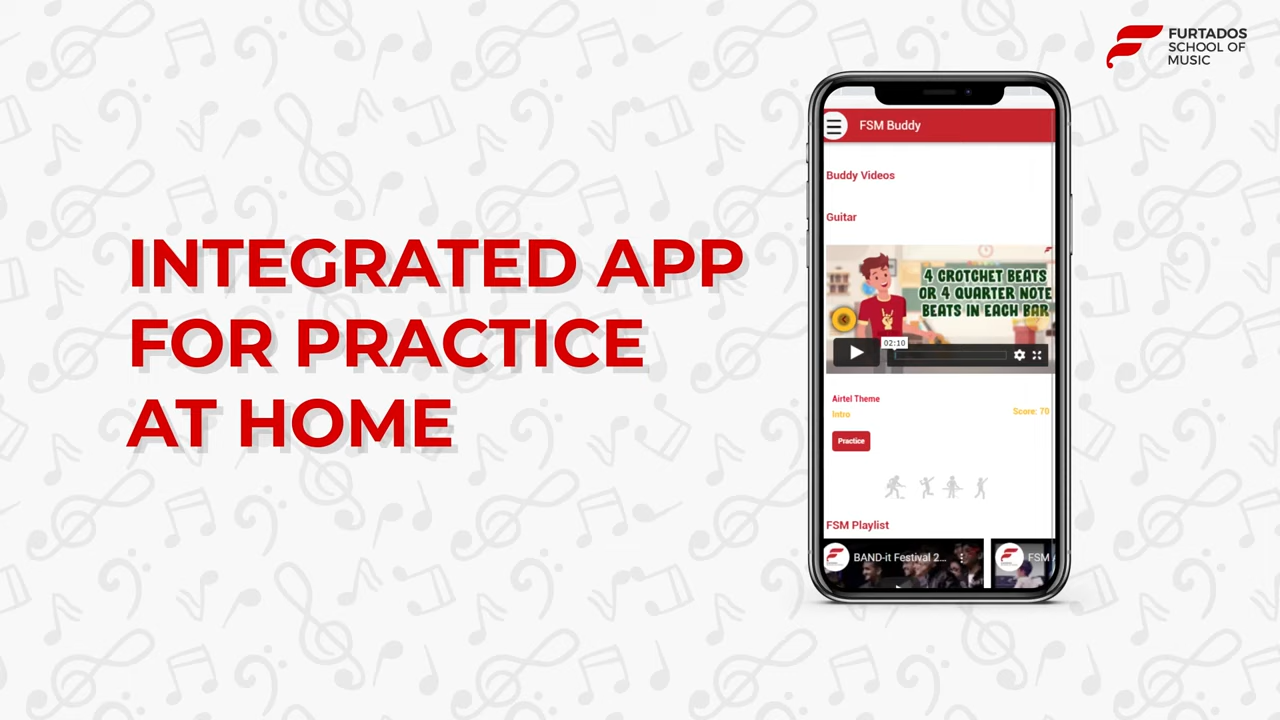 FURTADOS
SCHOOL OF
MUSIC
INTEGRATED APP
FOR PRACTICE
AT HOME
FSM Buddy
Buddy Videos
Guitar
4 CROTCHET BEATS
OR 4 QUARTER NOTE
BEATS IN EACH BAR
02:10
Airtel Theme
Intro
Score: 70
Practice
FSM Playlist
BAND-it Festival 2...
FSM